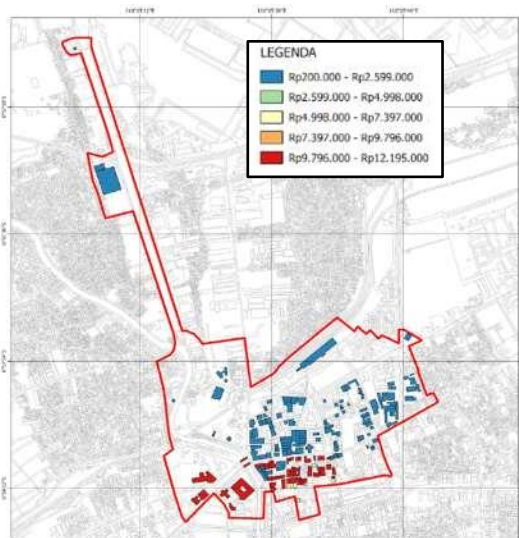 LEGENDA
Rp200.000 - Rp2.599.000
Rp2.599.000 - Rp4.998.000
Rp4.998.000 - Rp7.397.000
Rp7.397.000 - Rp9.796.000
Rp9.796.000 - Rp12.195.000